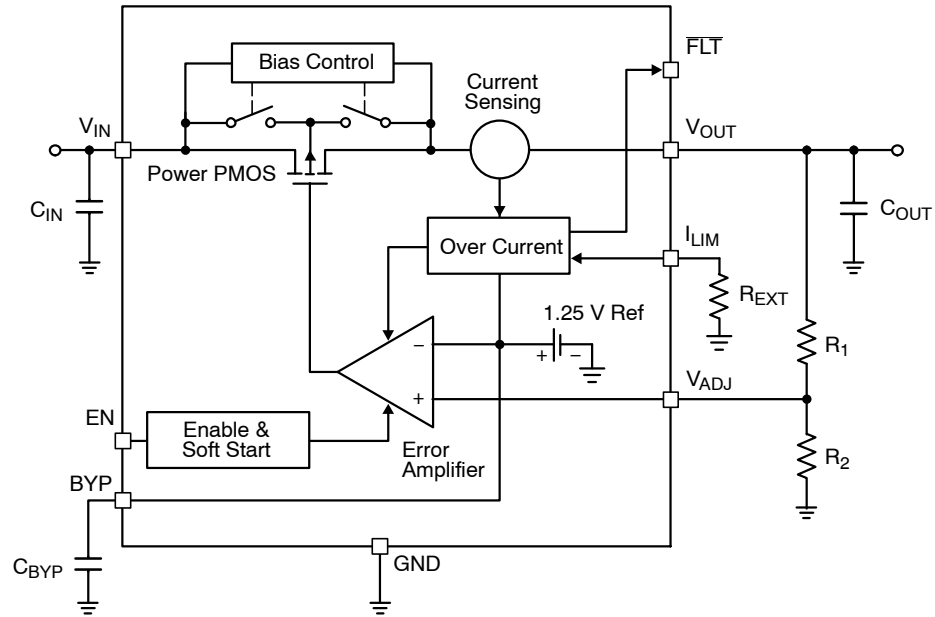 FLT
Bias Control
Current
Sensing
VIN
VOUT
Power PMOS
CIN
COUT
Over Current
ILIM
REXT
1.25 V Ref
−
+ −
R1
VADJ
+
EN
Enable &
Soft Start
Error
Amplifier
R2
BYP
CBYP
GND